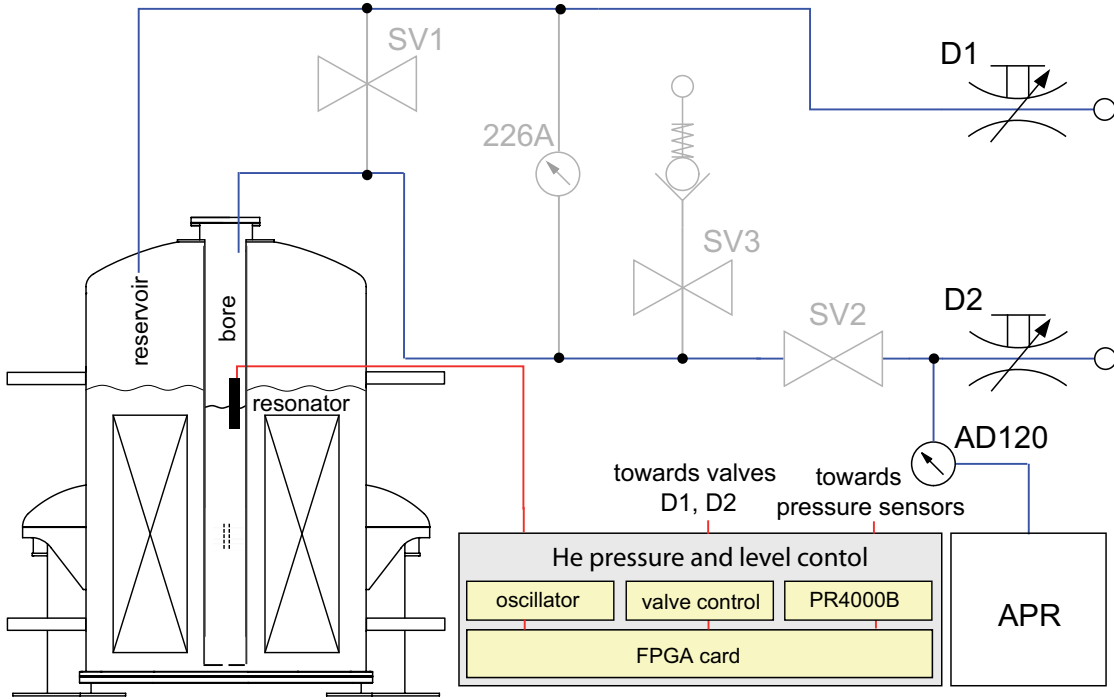 SV1
D1
226A
SV3
reservoir
bore
SV2
D2
resonator
AD120
towards valves
D1, D2
towards
pressure sensors
He pressure and level contol
oscillator
valve control
PR4000B
FPGA card
APR